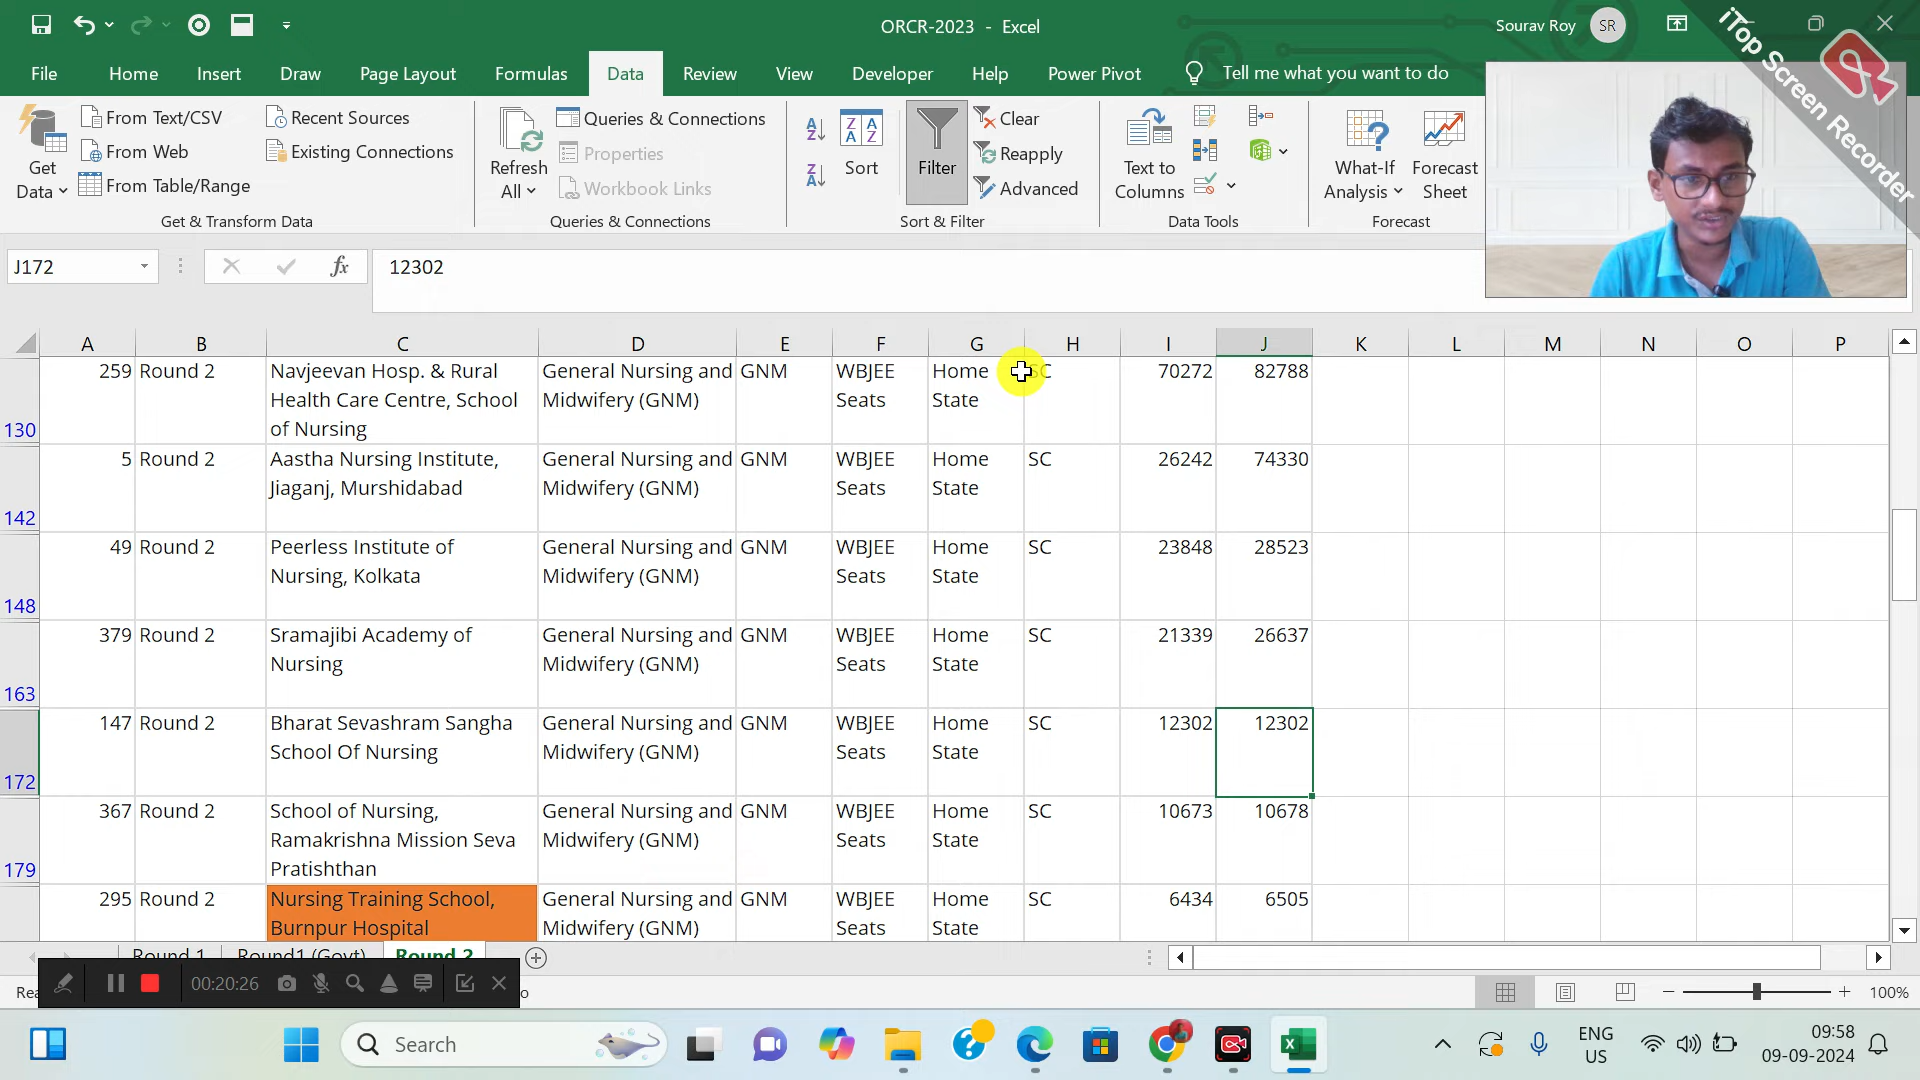 ORCR-2023 - Excel
Sourav Roy
SR
iTop Screen Recorder
File
Home
Insert
Draw
Page Layout
Formulas
Data
Review
View
Developer
Help
Power Pivot
Tell me what you want to do
Get Data
From Text/CSV
From Web
From Table/Range
Recent Sources
Existing Connections
Get & Transform Data
Refresh All
Queries & Connections
Properties
Workbook Links
Queries & Connections
Sort
Filter
Clear
Reapply
Advanced
Sort & Filter
Text to Columns
Data Tools
What-If Analysis
Forecast Sheet
Forecast
J172
fx
12302
A B C D E F G H I J K L M N O P
130 259 Round 2 Navjeevan Hosp. & Rural Health Care Centre, School of Nursing General Nursing and Midwifery (GNM) GNM WBJEE Seats Home State SC 70272 82788
142 5 Round 2 Aastha Nursing Institute, Jiaganj, Murshidabad General Nursing and Midwifery (GNM) GNM WBJEE Seats Home State SC 26242 74330
148 49 Round 2 Peerless Institute of Nursing, Kolkata General Nursing and Midwifery (GNM) GNM WBJEE Seats Home State SC 23848 28523
163 379 Round 2 Sramajibi Academy of Nursing General Nursing and Midwifery (GNM) GNM WBJEE Seats Home State SC 21339 26637
172 147 Round 2 Bharat Sevashram Sangha School Of Nursing General Nursing and Midwifery (GNM) GNM WBJEE Seats Home State SC 12302 12302
179 367 Round 2 School of Nursing, Ramakrishna Mission Seva Pratishthan General Nursing and Midwifery (GNM) GNM WBJEE Seats Home State SC 10673 10678
295 Round 2 Nursing Training School, Burnpur Hospital General Nursing and Midwifery (GNM) GNM WBJEE Seats Home State SC 6434 6505
Round 1
Round1 (Govt)
Round 2
00:20:26
100%
Search
ENG
US
09:58
09-09-2024